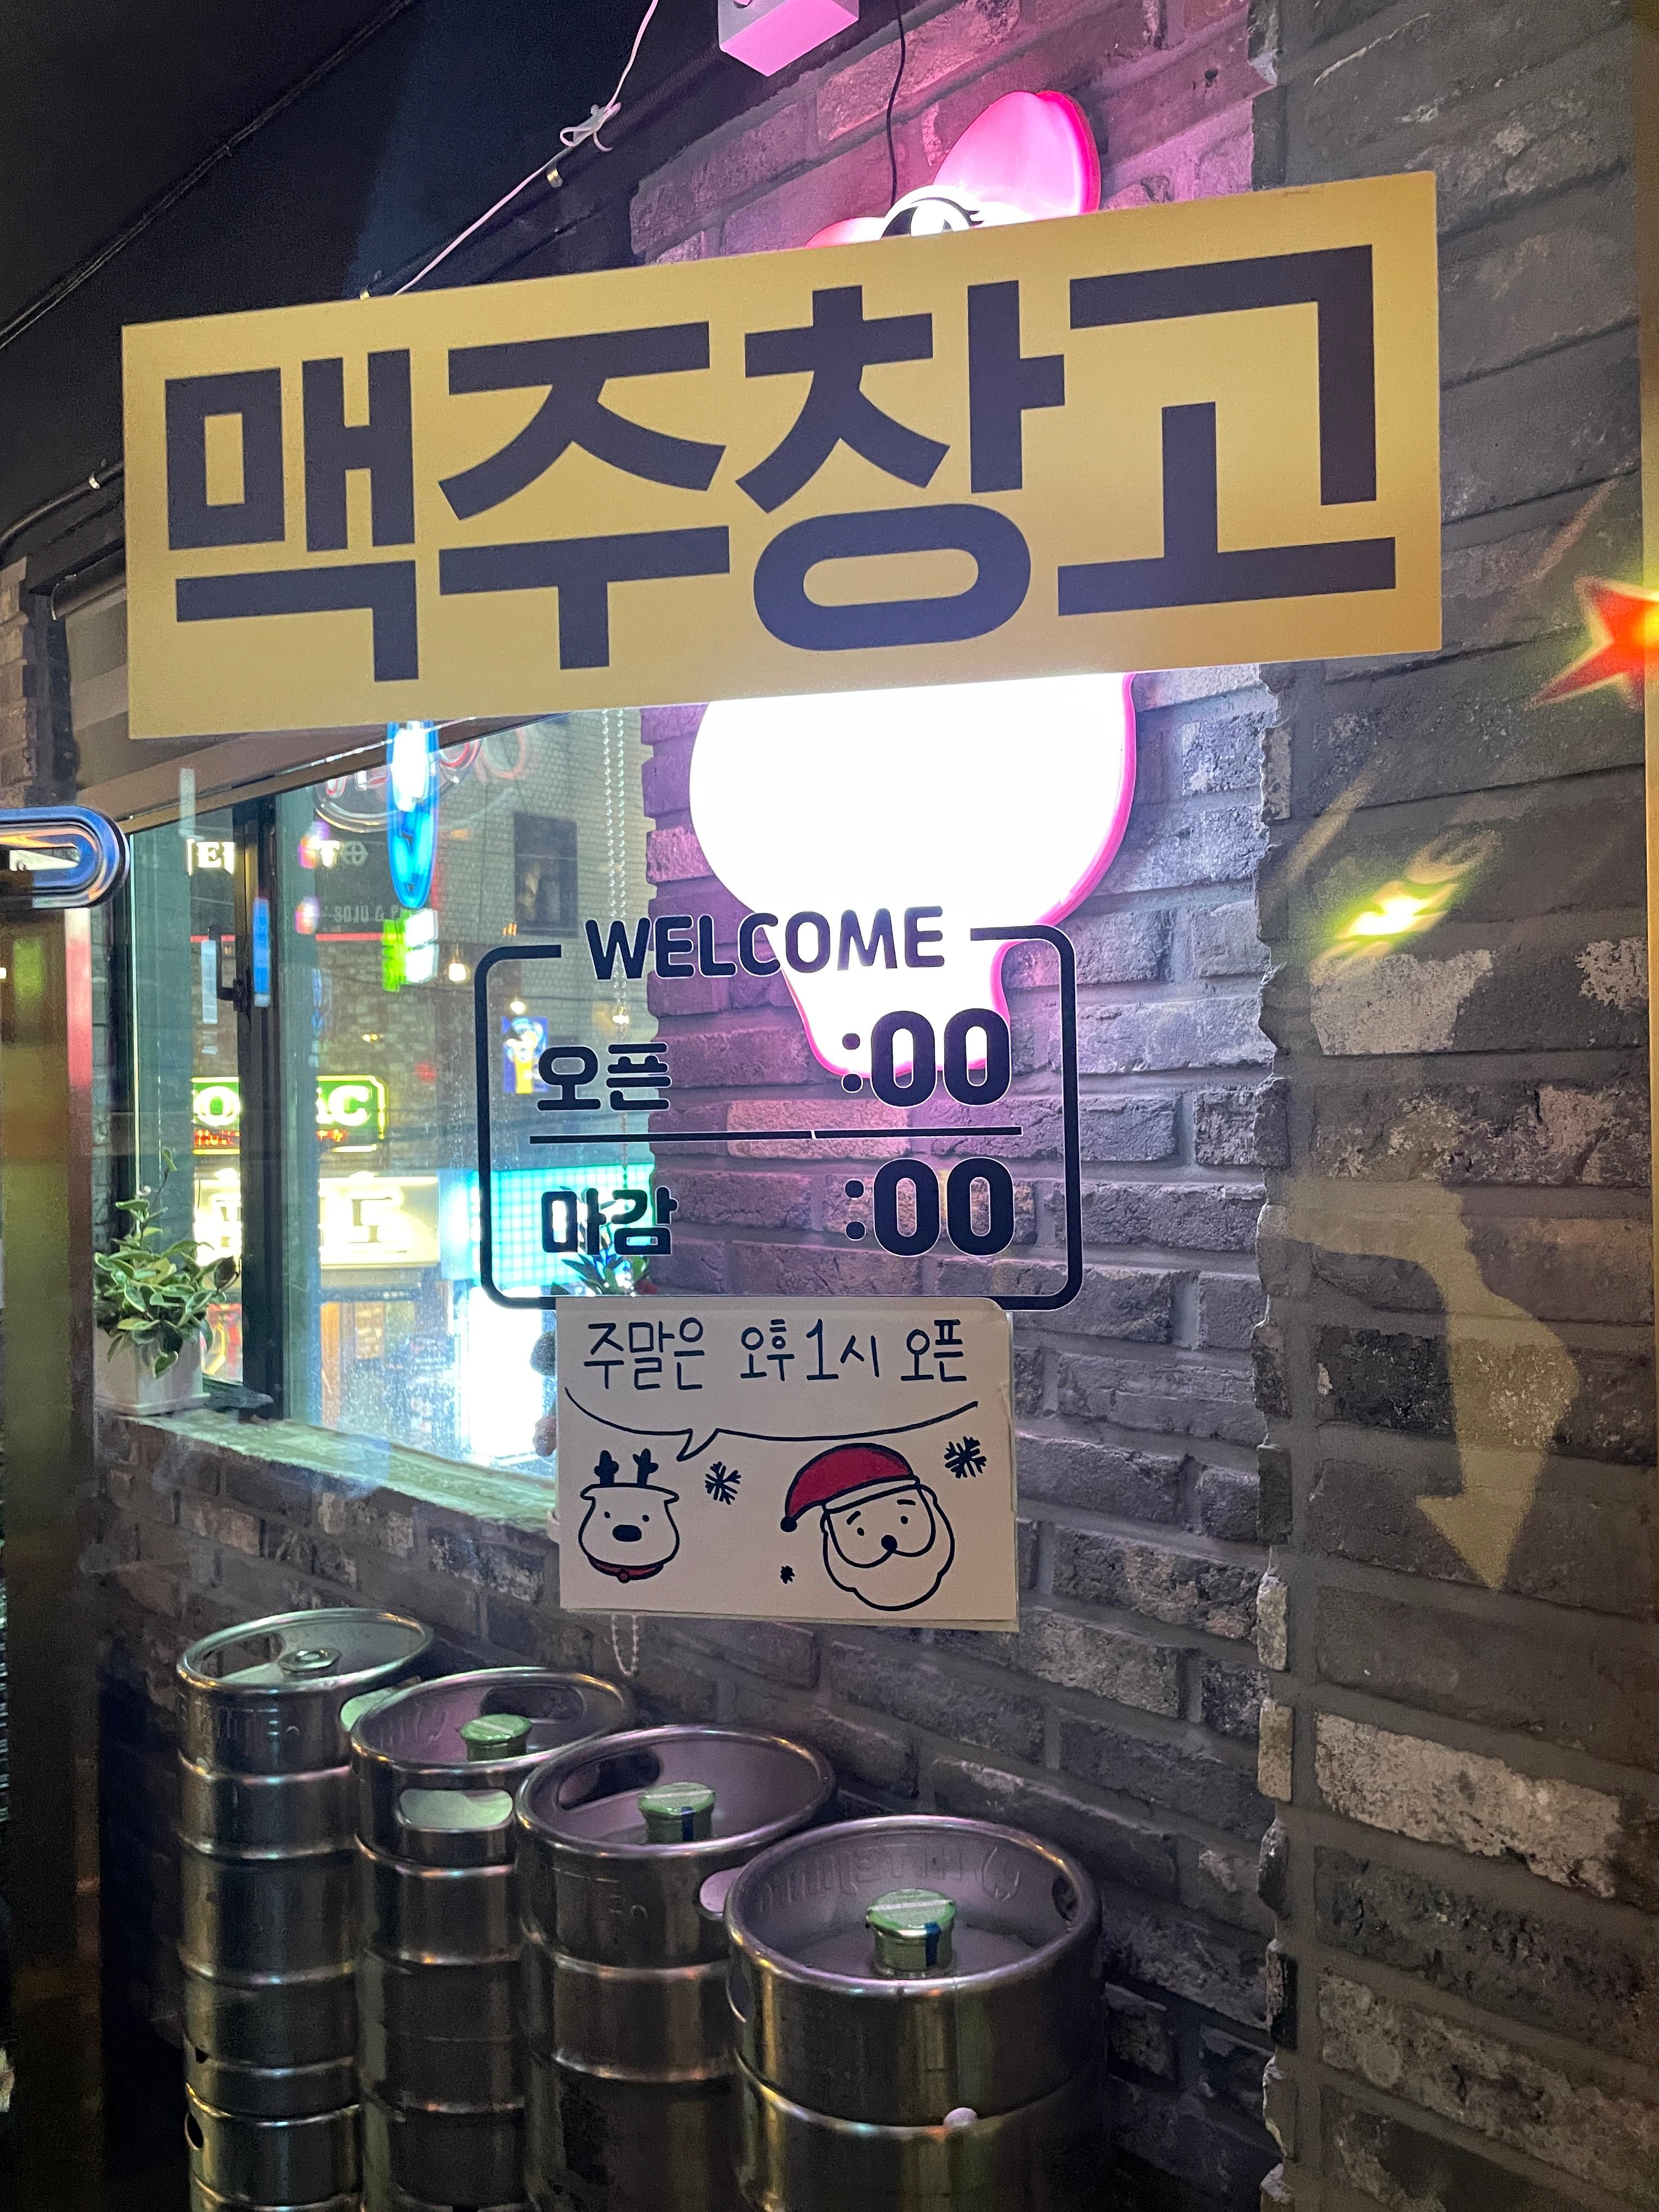 맥주창고
WELCOME
오픈 :00
마감 :00
주말은 오후 1시 오픈